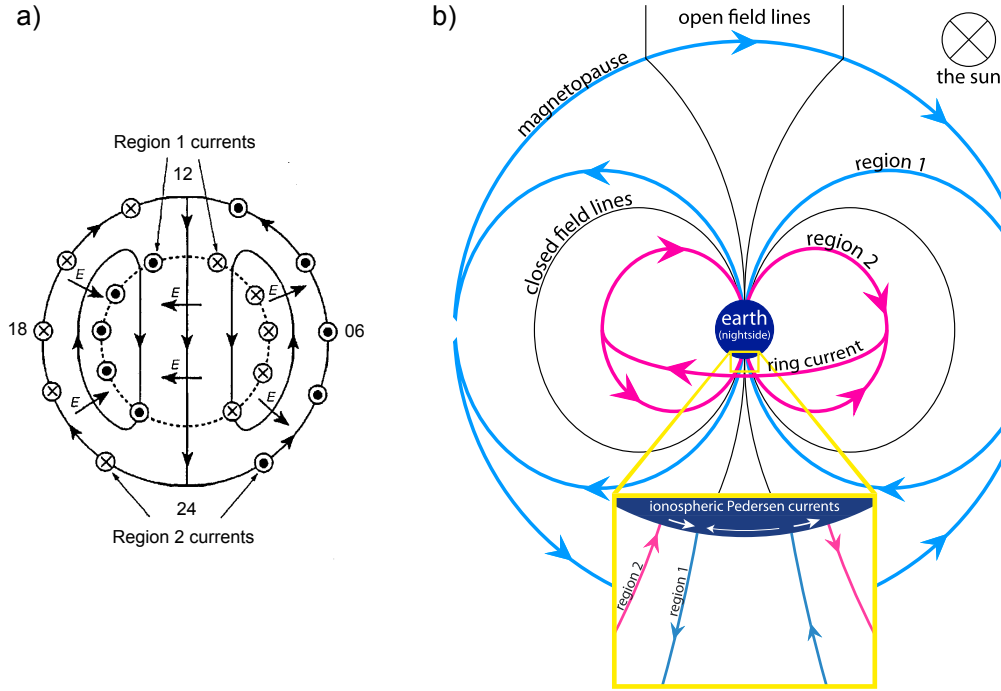 a)
Region 1 currents
12
E
E
E
18
06
E
E
E
24
Region 2 currents
b)
open field lines
the sun
magnetopause
region 1
closed field lines
region 2
earth
(nightside)
ring current
ionospheric Pedersen currents
region 2
region 1